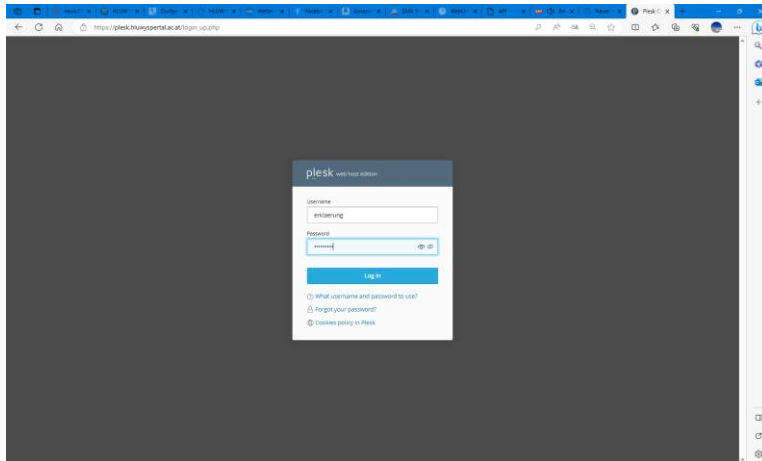 https://plesk.hluwyspertal.ac.at/login_up.php
plesk web host edition
Username
erklaerung
Password
Log in
What username and password to use?
Forgot your password?
Cookies policy in Plesk